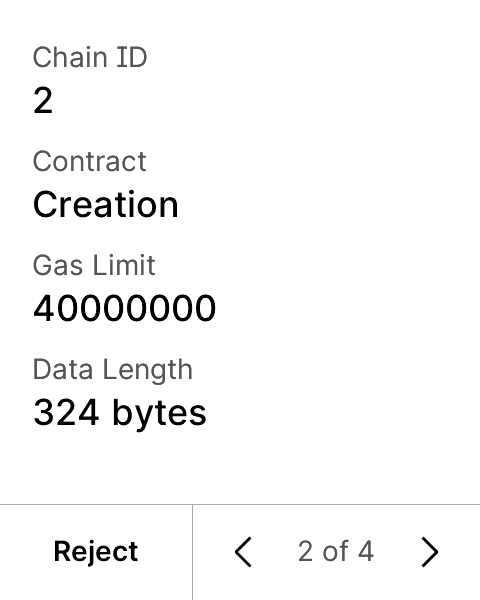 Chain ID
2
Contract
Creation
Gas Limit
40000000
Data Length
324 bytes
Reject
2 of 4